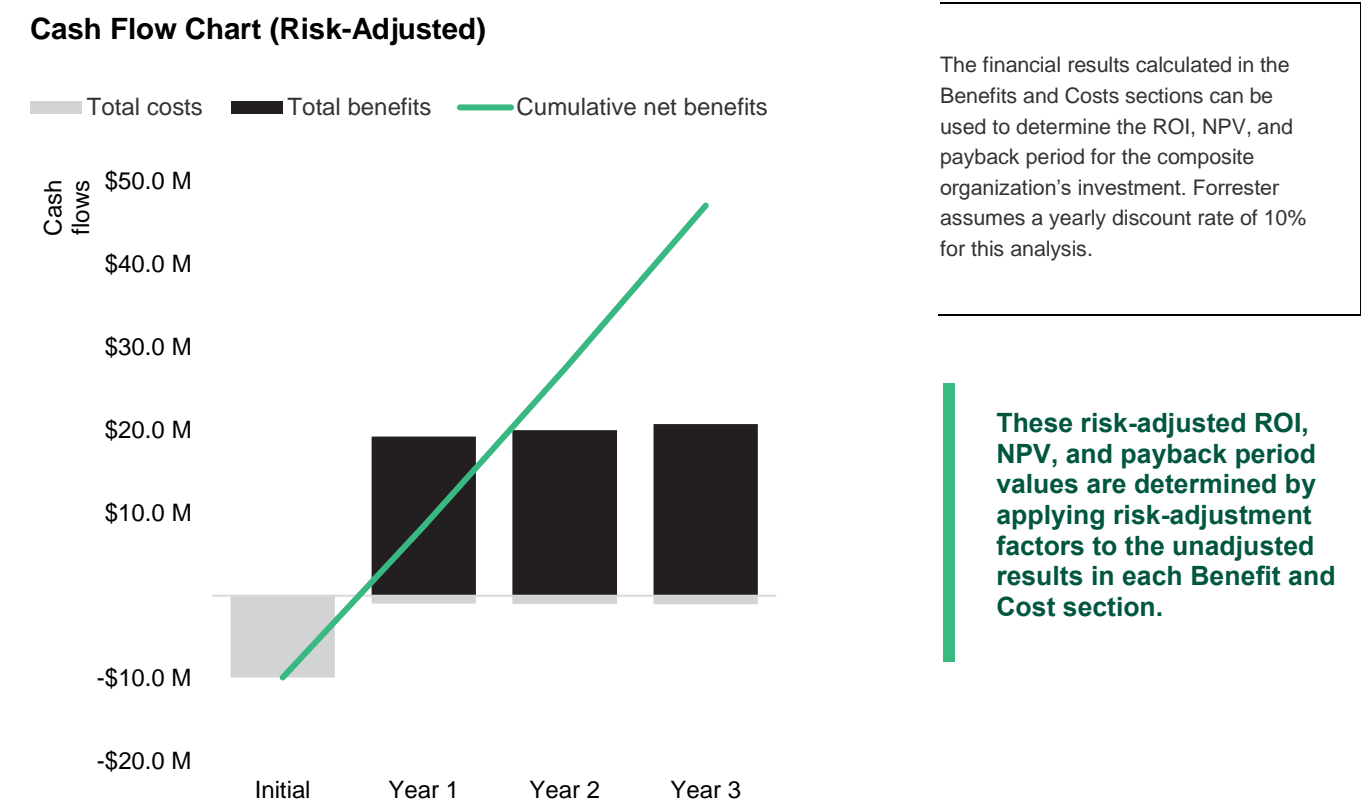 Cash Flow Chart (Risk-Adjusted)
Total costs Total benefits Cumulative net benefits
Cash
flows
$50.0 M
$40.0 M
$30.0 M
$20.0 M
$10.0 M
-$10.0 M
-$20.0 M
Initial Year 1 Year 2 Year 3
The financial results calculated in the
Benefits and Costs sections can be
used to determine the ROI, NPV, and
payback period for the composite
organization’s investment. Forrester
assumes a yearly discount rate of 10%
for this analysis.
These risk-adjusted ROI,
NPV, and payback period
values are determined by
applying risk-adjustment
factors to the unadjusted
results in each Benefit and
Cost section.